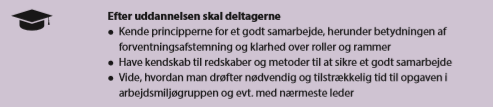 Efter uddannelsen skal deltagerne
● Kende principperne for et godt samarbejde, herunder betydningen af
forventningsafstemning og klarhed over roller og rammer
● Have kendskab til redskaber og metoder til at sikre et godt samarbejde
● Vide, hvordan man drøfter nødvendig og tilstrækkelig tid til opgaven i
arbejdsmiljøgruppen og evt. med nærmeste leder